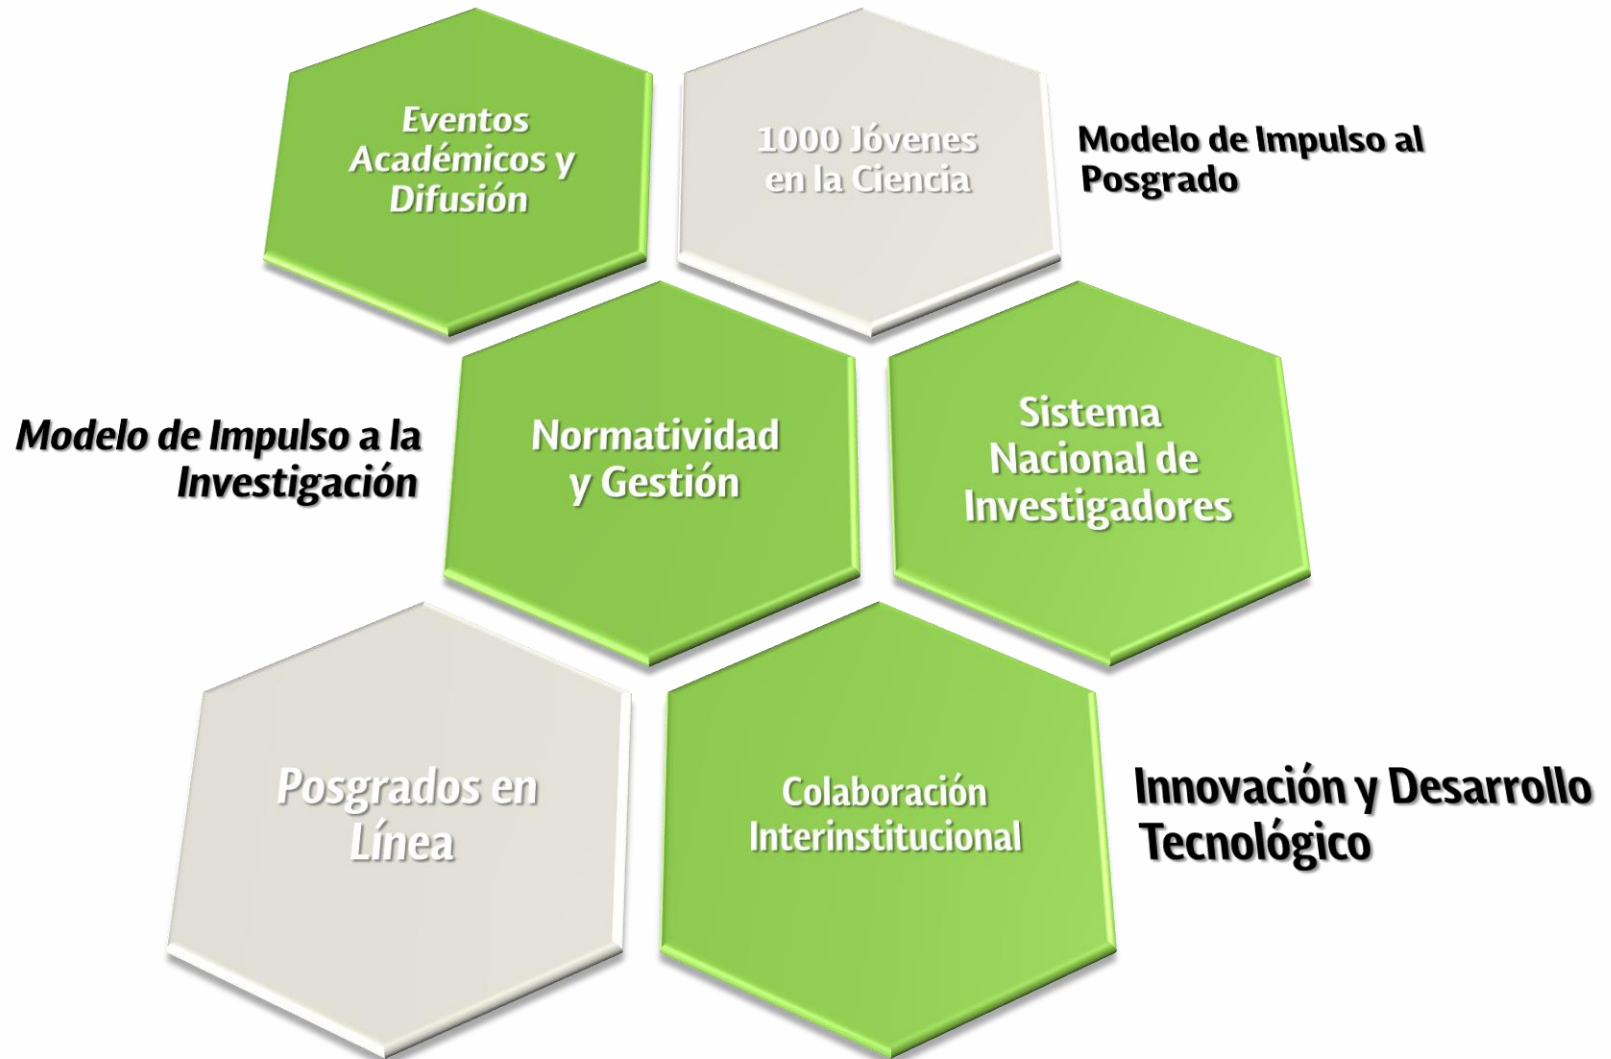 Eventos
Académicos y
Difusión
1000 Jóvenes
en la Ciencia
Modelo de Impulso al
Posgrado
Modelo de Impulso a la
Investigación
Normatividad
y Gestión
Sistema
Nacional de
Investigadores
Posgrados en
Línea
Colaboración
Interinstitucional
Innovación y Desarrollo
Tecnológico